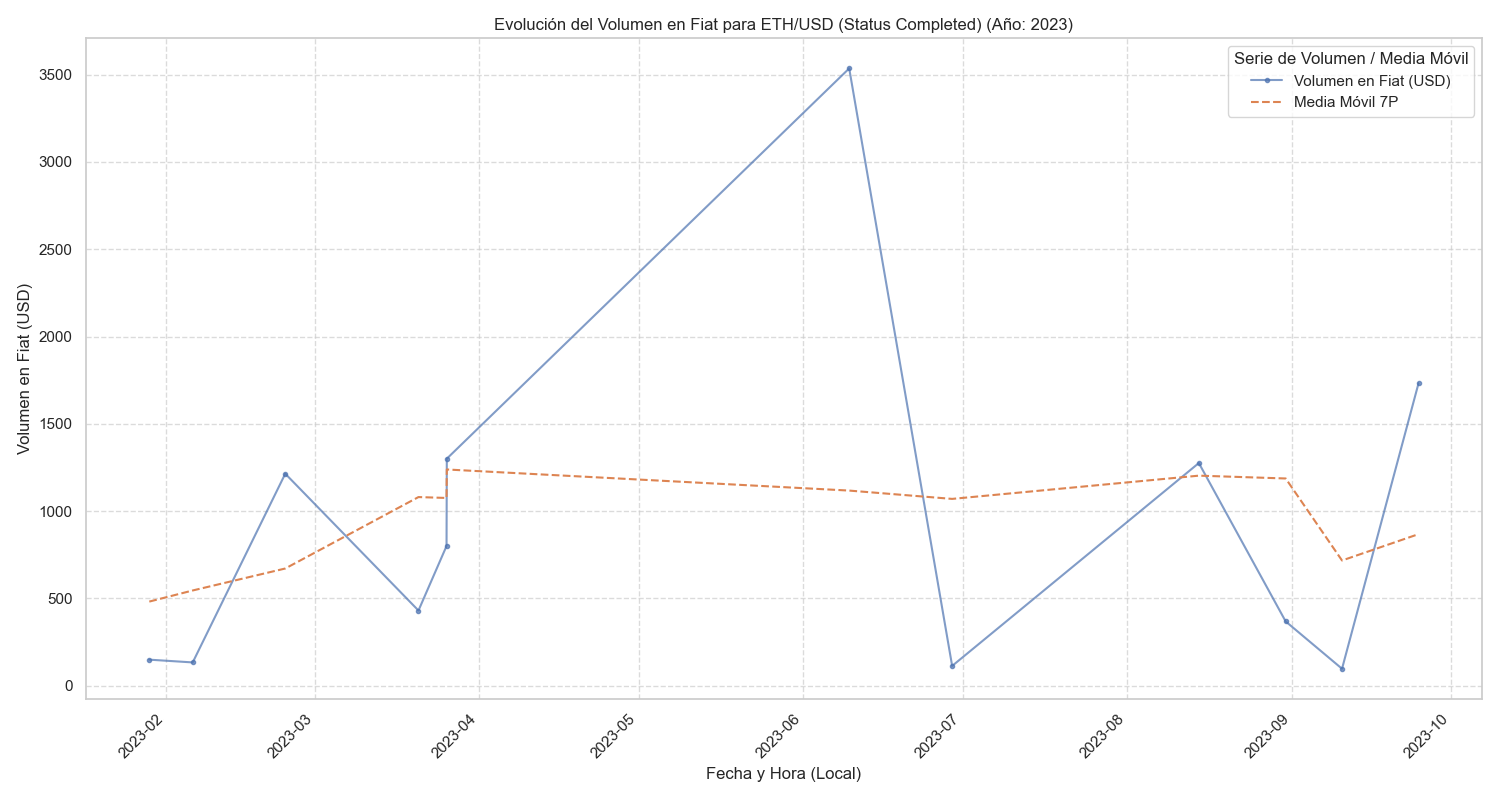 Evolución del Volumen en Fiat para ETH/USD (Status Completed) (Año: 2023)
Serie de Volumen / Media Móvil
Volumen en Fiat (USD)
Media Móvil 7P
Volumen en Fiat (USD)
3500
3000
2500
2000
1500
1000
500
0
2023-02
2023-03
2023-04
2023-05
2023-06
2023-07
2023-08
2023-09
2023-10
Fecha y Hora (Local)